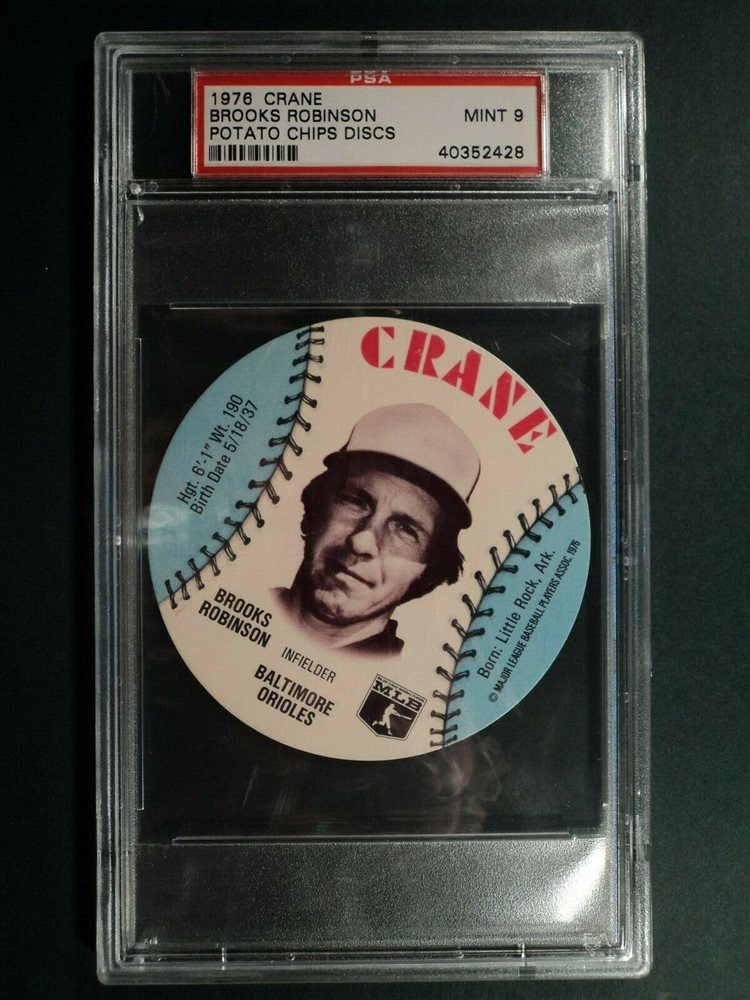 PSA
1976 CRANE
BROOKS ROBINSON MINT 9
POTATO CHIPS DISCS
40352428
CRANE
Hgt. 6'-1" Wt. 190
Birth Date 5/18/37
BROOKS
ROBINSON
INFIELDER
BALTIMORE
ORIOLES
MLB
Born: Little Rock, Ark.
© MAJOR LEAGUE BASEBALL PLAYERS ASSOC. 1976